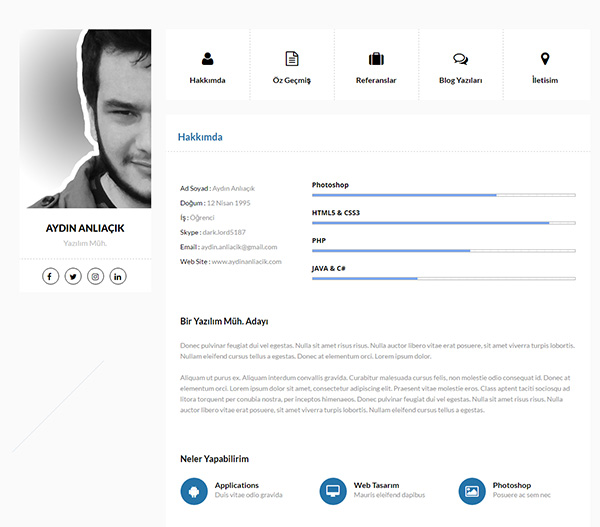 AYDIN ANLIAÇIK
Yazılım Müh.
Hakkımda
Öz Geçmiş
Referanslar
Blog Yazıları
İletisim
Hakkımda
Ad Soyad : Aydın Anlıaçık
Doğum : 12 Nisan 1995
İş : Öğrenci
Skype : dark.lord5187
Email : aydin.anliacik@gmail.com
Web Site : www.aydinanliacik.com
Photoshop
HTML5 & CSS3
PHP
JAVA & C#
Bir Yazılım Müh. Adayı
Donec pulvinar feugiat dui vel egestas. Nulla sit amet risus risus. Nulla auctor libero vitae erat posuere, sit amet viverra turpis lobortis.
Nullam eleifend cursus tellus a egestas. Donec at elementum orci. Lorem ipsum dolor.
Aliquam ut purus ex. Aliquam interdum convallis gravida. Curabitur malesuada cursus felis, non molestie odio consequat id. Donec at
elementum orci. Lorem ipsum dolor sit amet, consectetur adipiscing elit. Praesent vitae molestie eros. Class aptent taciti sociosqu ad
litora torquent per conubia nostra, per inceptos himenaeos. Donec pulvinar feugiat dui vel egestas. Nulla sit amet risus risus. Nulla
auctor libero vitae erat posuere, sit amet viverra turpis lobortis. Nullam eleifend cursus tellus a egestas.
Neler Yapabilirim
Applications
Duis vitae odio gravida
Web Tasarım
Mauris eleifend dapibus
Photoshop
Posuere ac sem nec